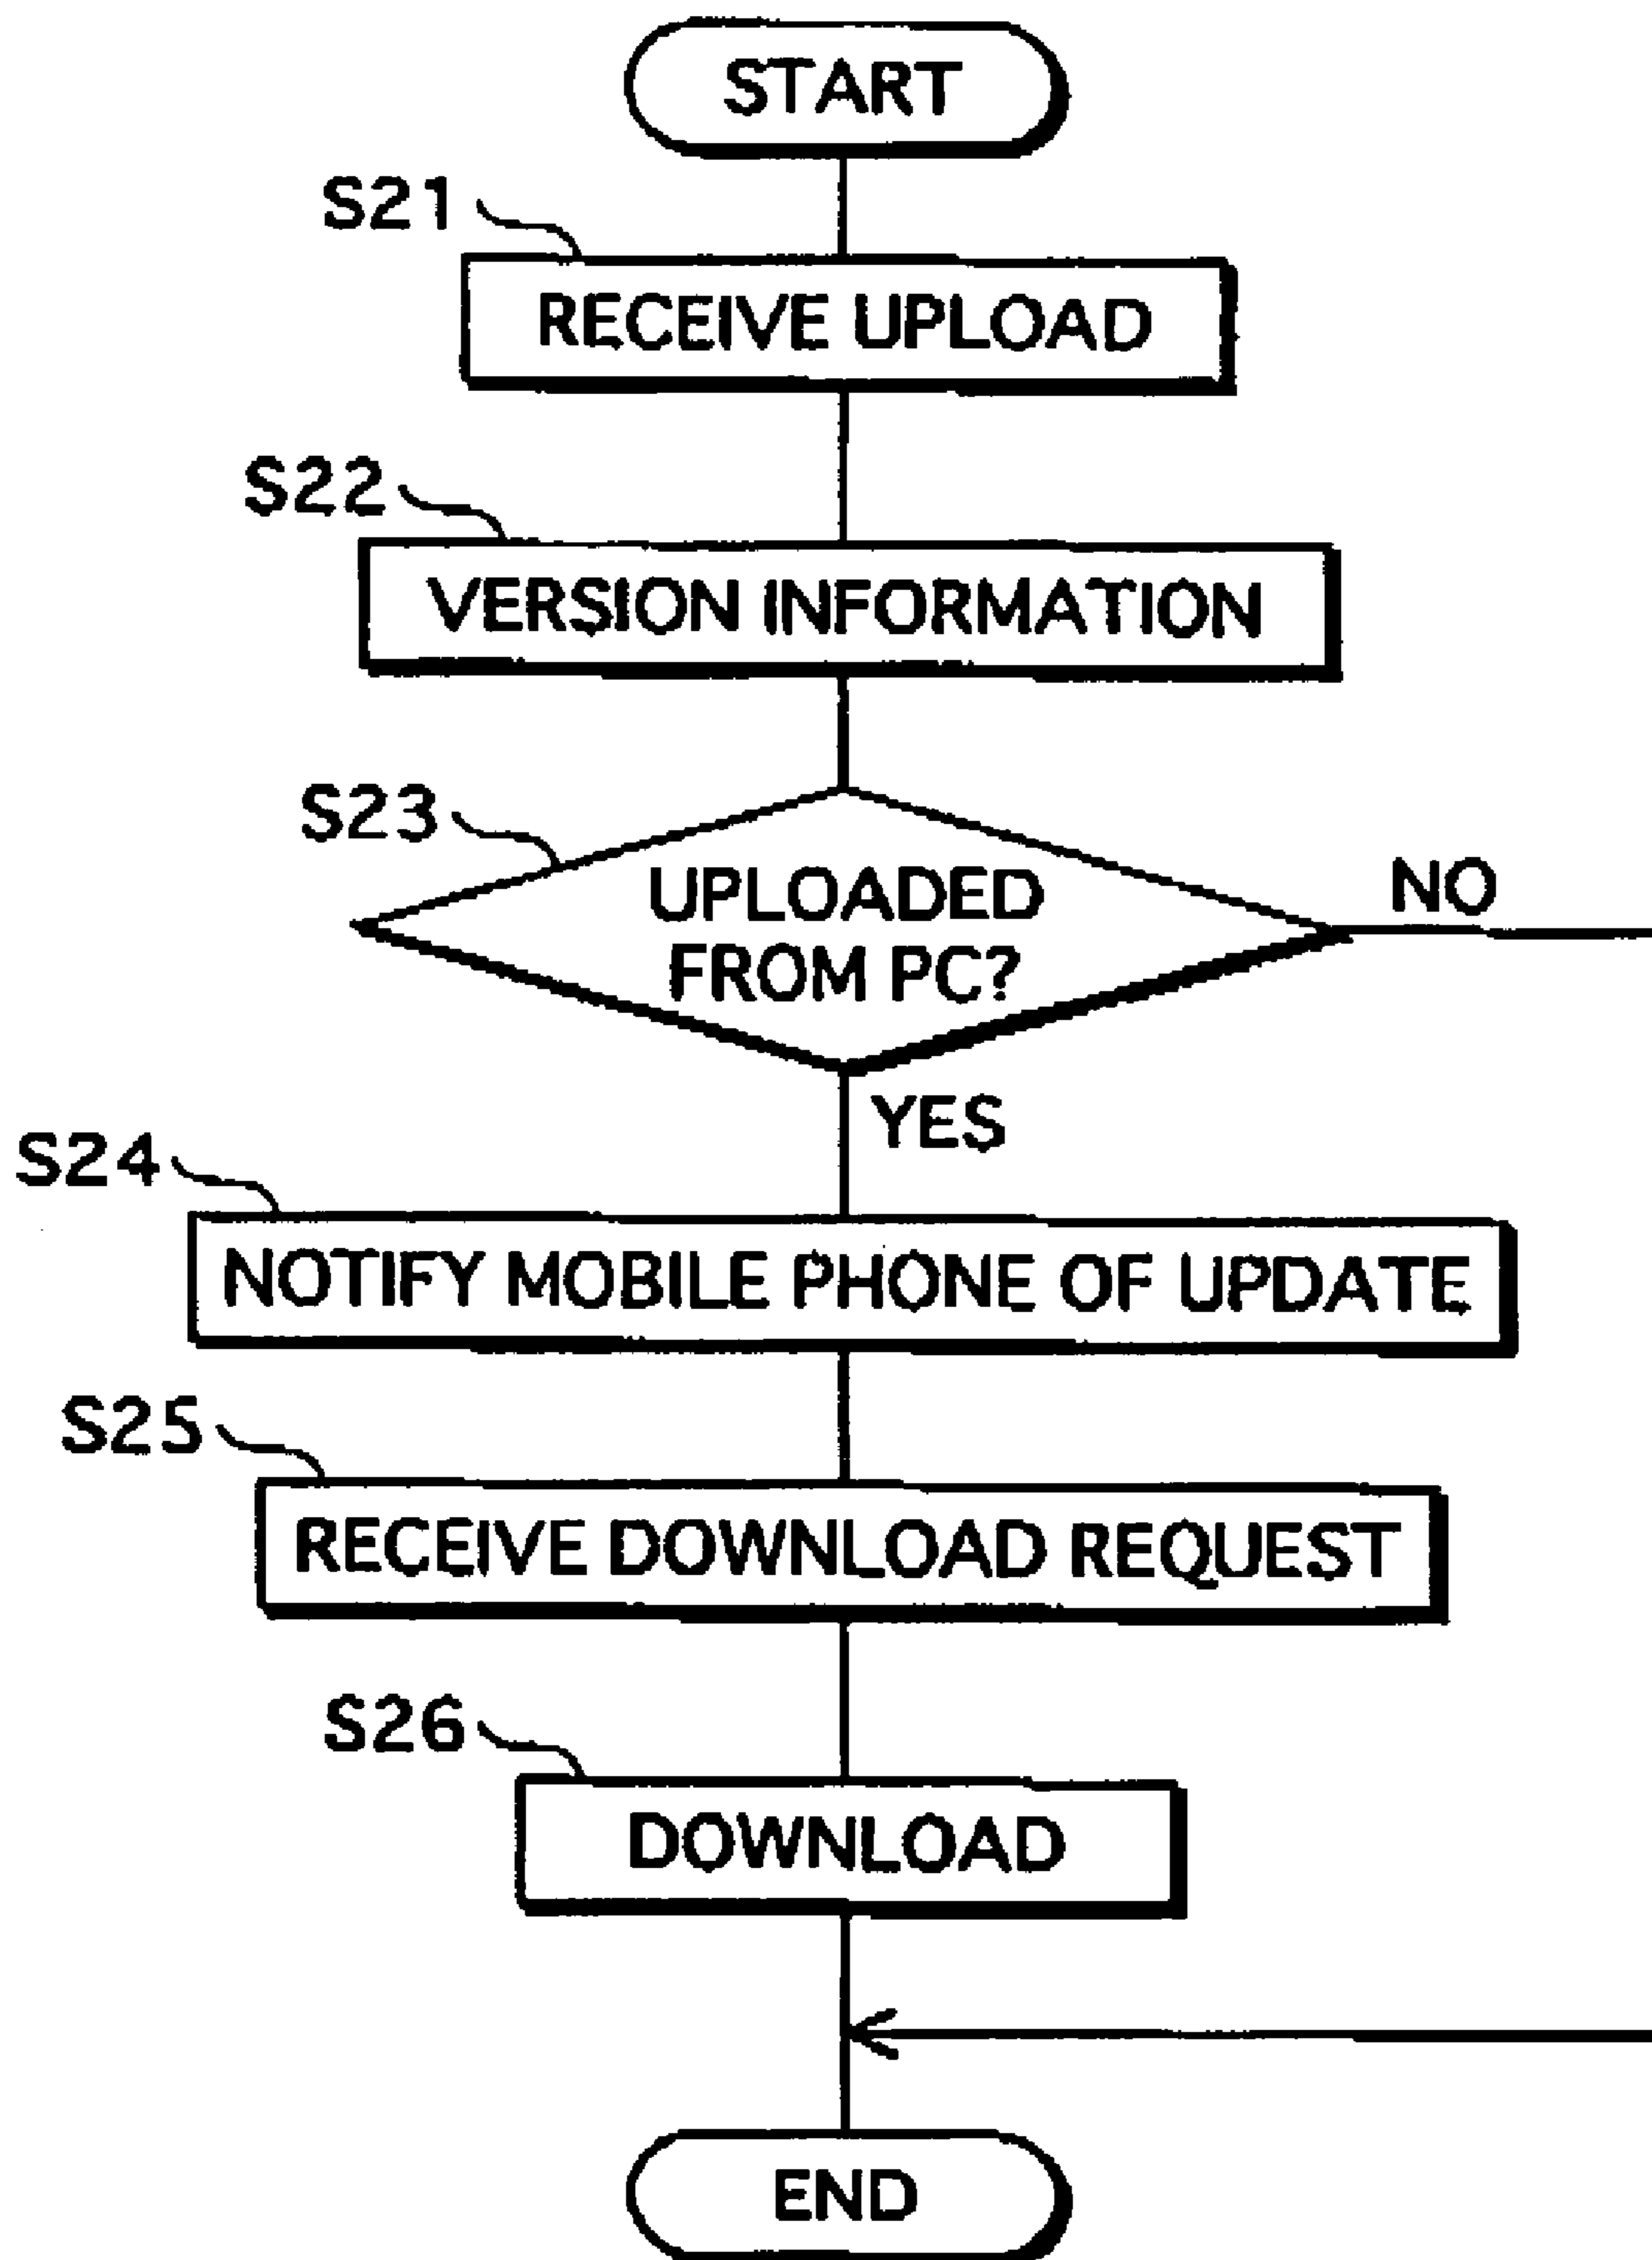 START
S21
RECEIVE UPLOAD
S22
VERSION INFORMATION
S23
UPLOADED
FROM PC?
NO
YES
S24
NOTIFY MOBILE PHONE OF UPDATE
S25
RECEIVE DOWNLOAD REQUEST
S26
DOWNLOAD
END